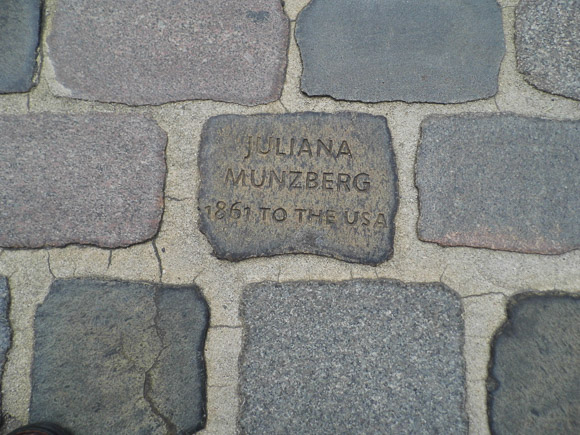 JULIANA
MUNZBERG
1861 TO THE USA